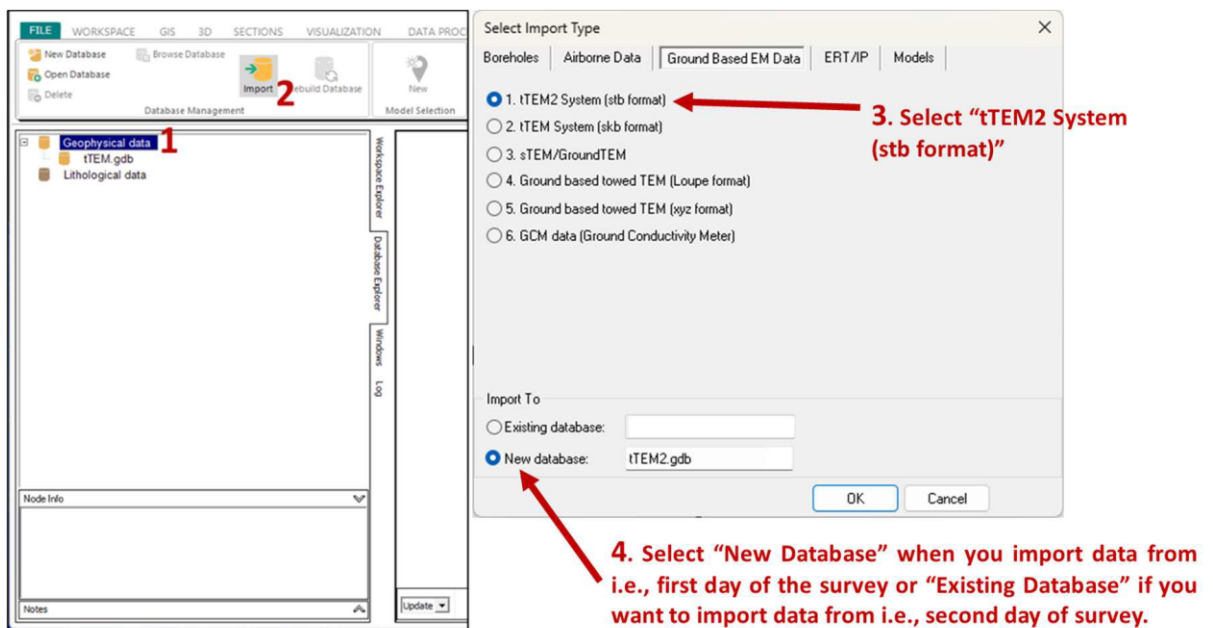 FILE WORKSPACE GIS 3D SECTIONS VISUALIZATION DATA PROC
New Database Browse Database
Open Database
Delete
Import 2 Rebuild Database
New
Database Management
Model Selection
Geophysical data 1
tTEM.gdb
Lithological data
Workspace Explorer
Database Explorer
Windows
Log
Node Info
Notes
Update
Select Import Type
Boreholes Airborne Data Ground Based EM Data ERT/IP Models
1. tTEM2 System (stb format)
2. tTEM System (skb format)
3. sTEM/GroundTEM
4. Ground based towed TEM (Loupe format)
5. Ground based towed TEM (xyz format)
6. GCM data (Ground Conductivity Meter)
3. Select “tTEM2 System
(stb format)”
Import To
Existing database:
New database: tTEM2.gdb
OK Cancel
4. Select “New Database” when you import data from
i.e., first day of the survey or “Existing Database” if you
want to import data from i.e., second day of survey.